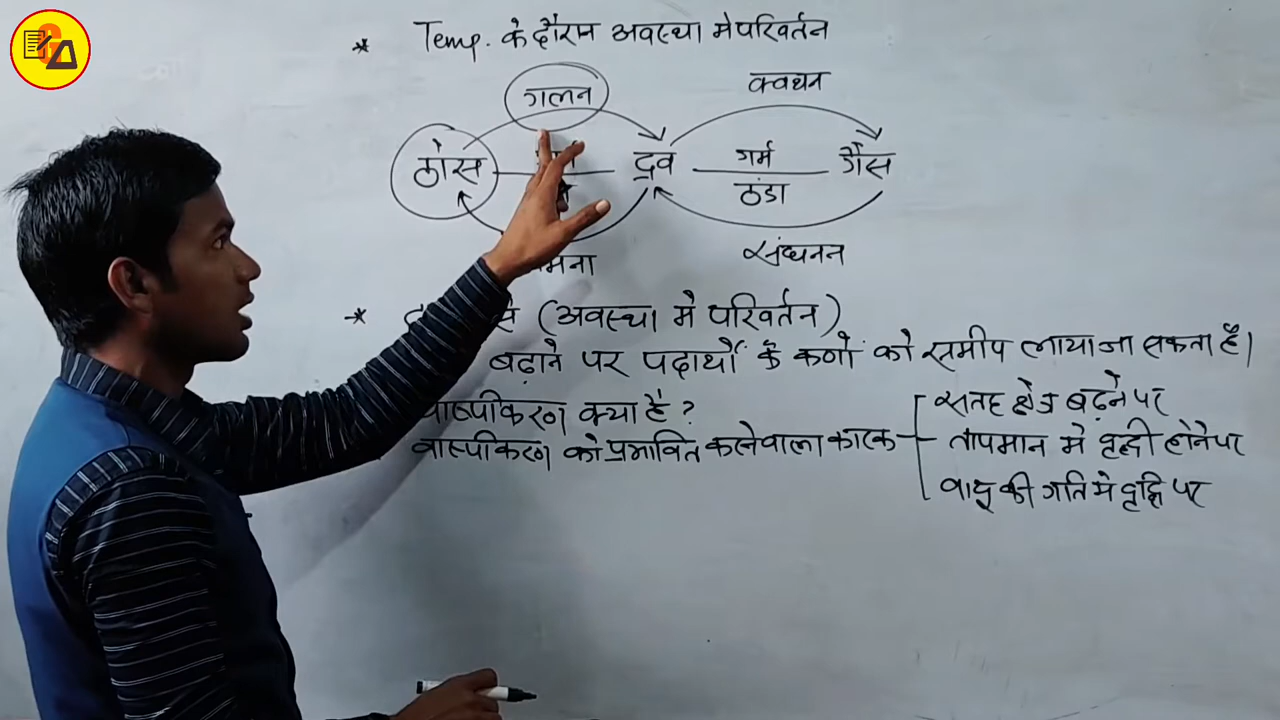 * Temp. के दौरान अवस्था मे परिवर्तन
गलन क्वथन
ठोस द्रव गर्म गैस
ठंडा
संघनन
* (अवस्था मे परिवर्तन)
बढ़ाने पर पदार्थों के कणों को समीप लाया जा सकता है।
वाष्पीकरण क्या है ?
वाष्पीकरण को प्रभावित करनेवाला कारक
सतह क्षेत्र बढ़ने पर
तापमान मे वृद्धी होने पर
वायु की गति मे वृद्धि पर